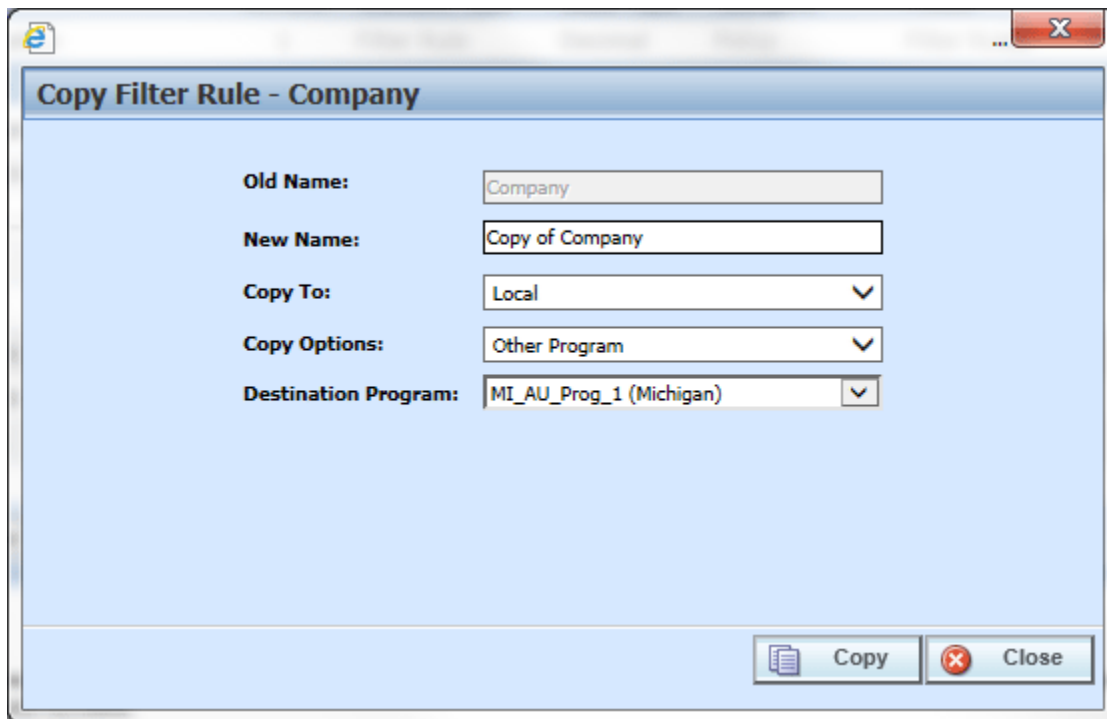 ...
Copy Filter Rule - Company
Old Name: Company
New Name: Copy of Company
Copy To: Local
Copy Options: Other Program
Destination Program: MI_AU_Prog_1 (Michigan)
Copy Close